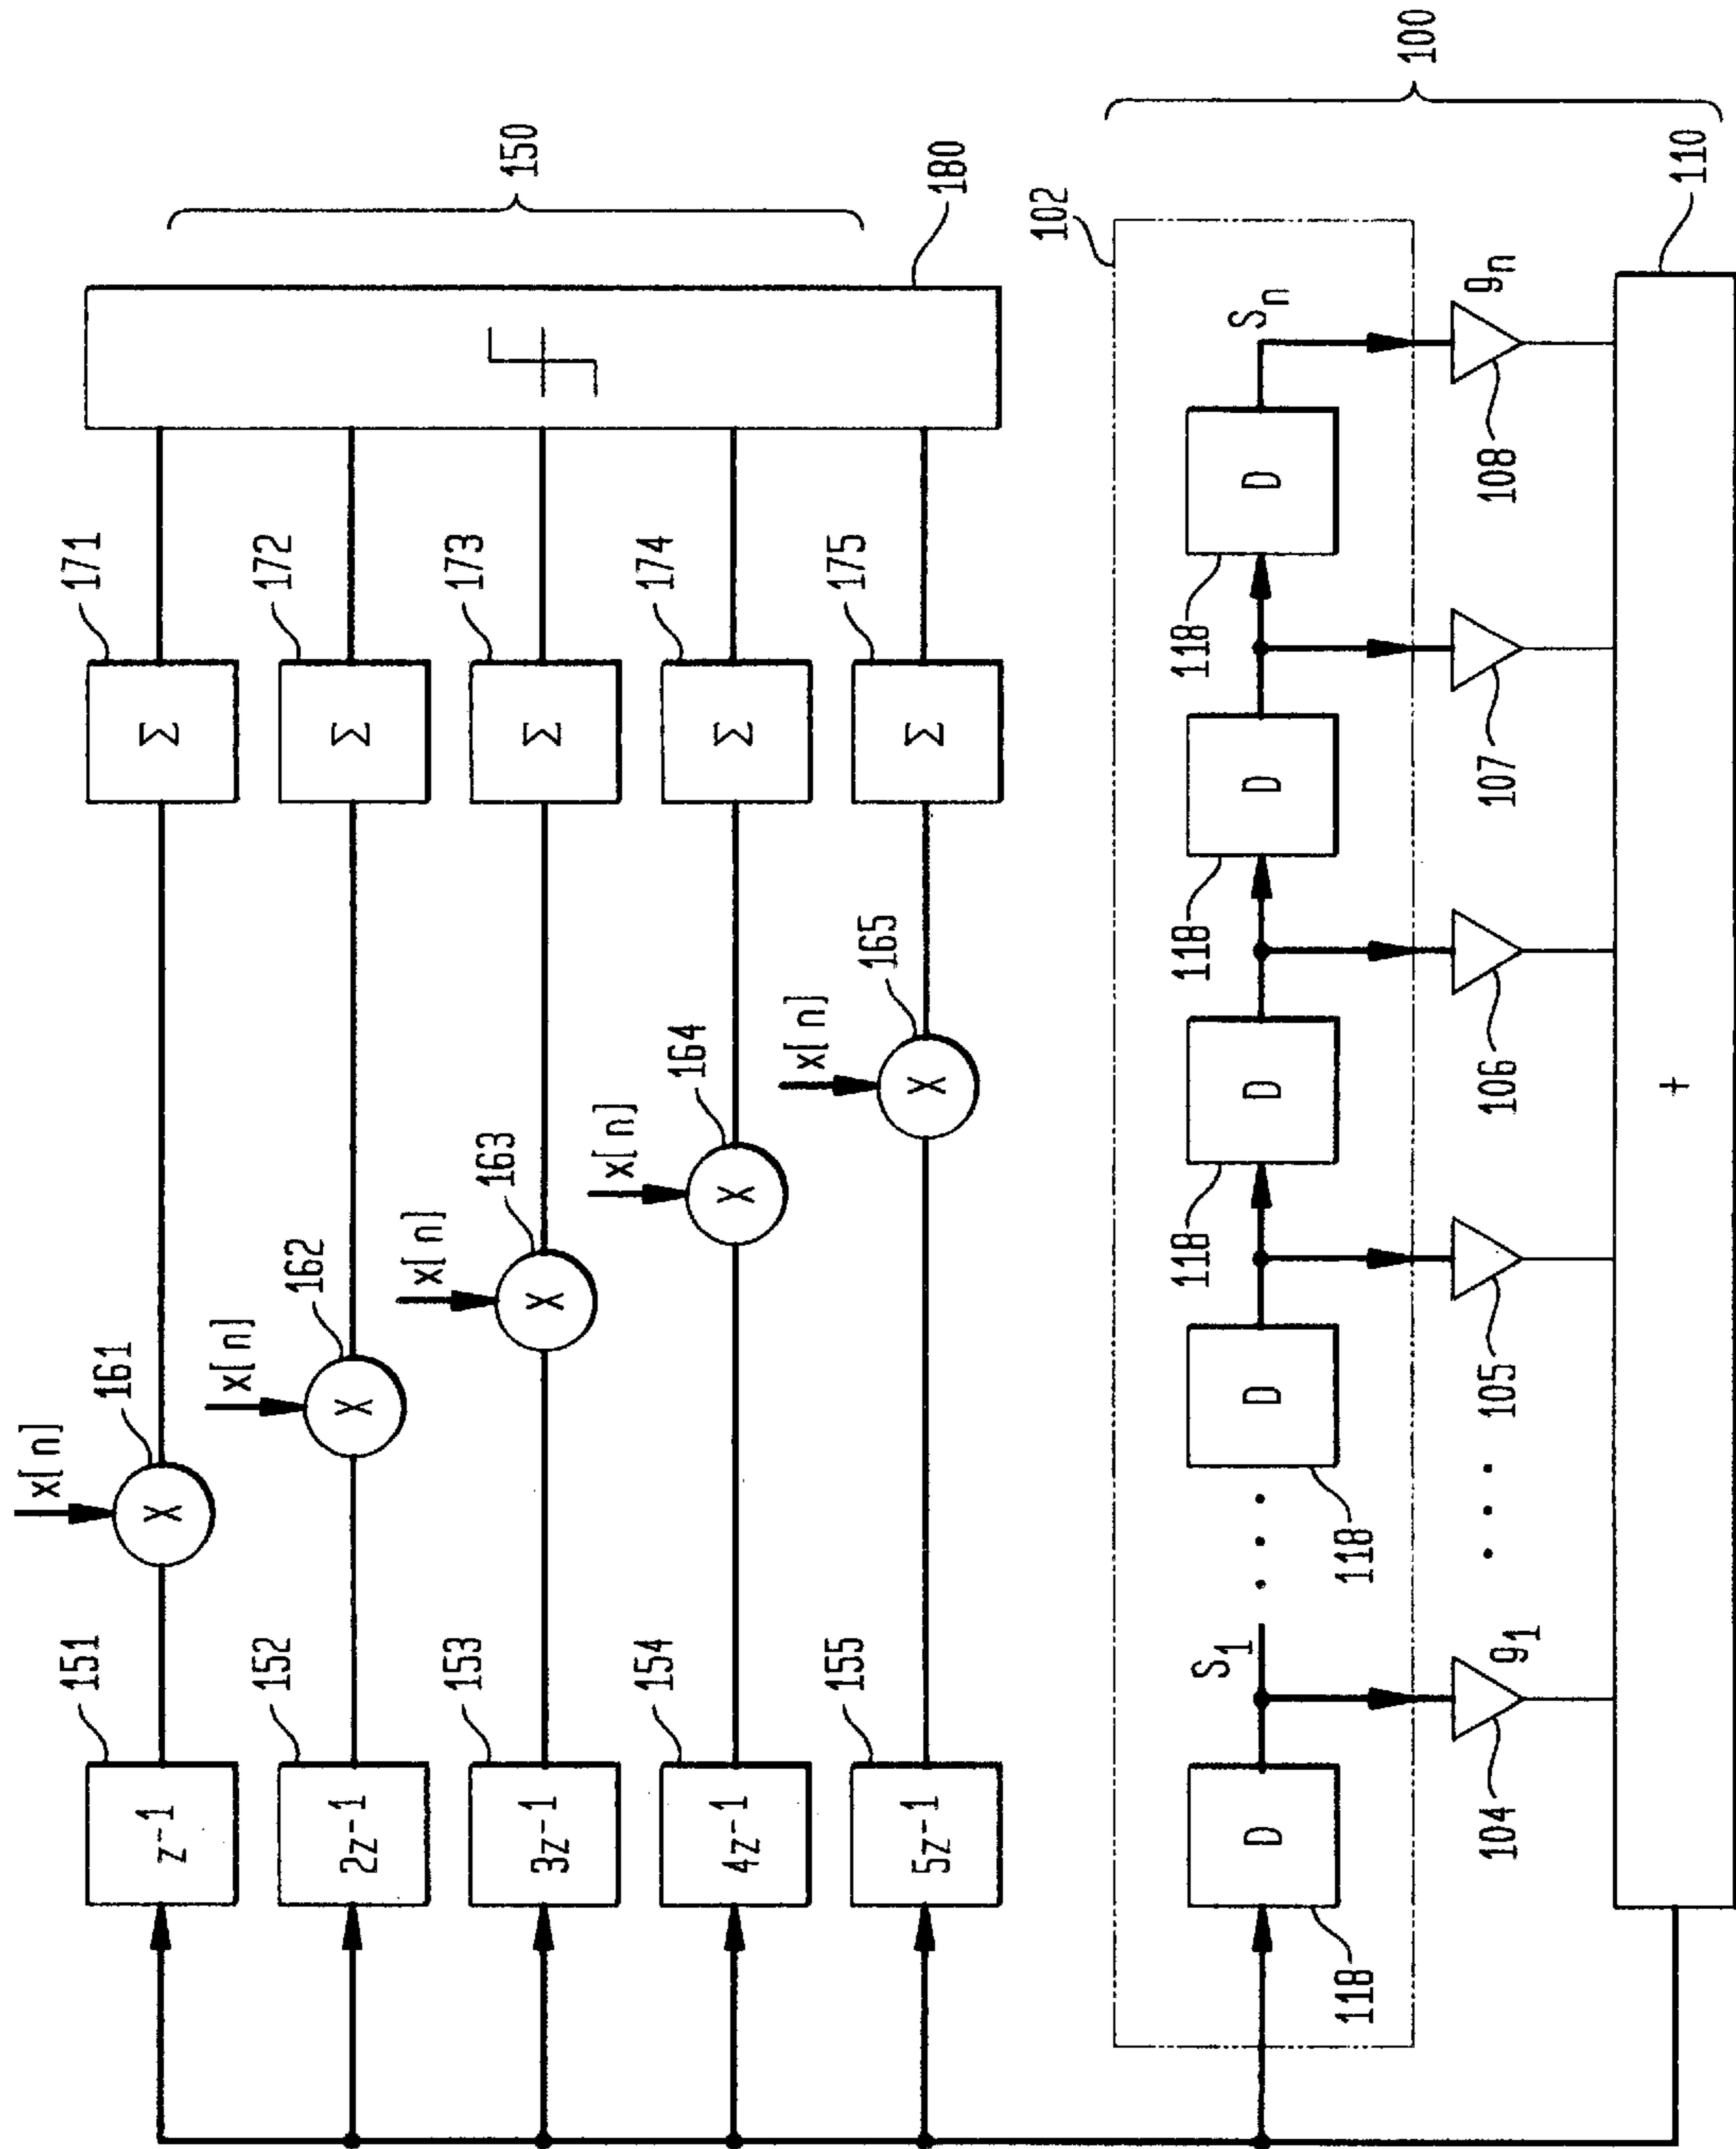 x[n]
151
161
171
z⁻¹
X
Σ
x[n]
152
162
172
2z⁻¹
X
Σ
x[n]
153
163
173
3z⁻¹
X
Σ
x[n]
154
164
174
4z⁻¹
X
Σ
x[n]
155
165
175
5z⁻¹
X
Σ
150
180
102
S₁
Sₙ
D
D
D
D
D
118
118
118
118
118
g₁
gₙ
104
105
106
107
108
+
110
100